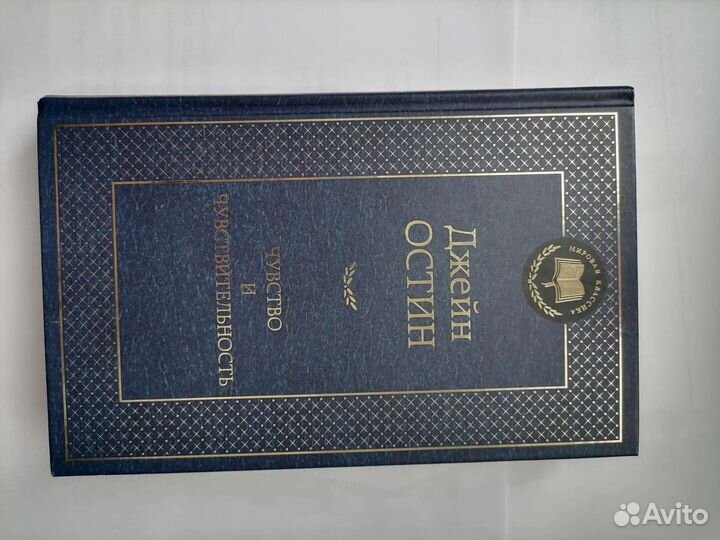 МИРОВАЯ КЛАССИКА
Джейн
ОСТИН
ЧУВСТВО
И
ЧУВСТВИТЕЛЬНОСТЬ
Avito